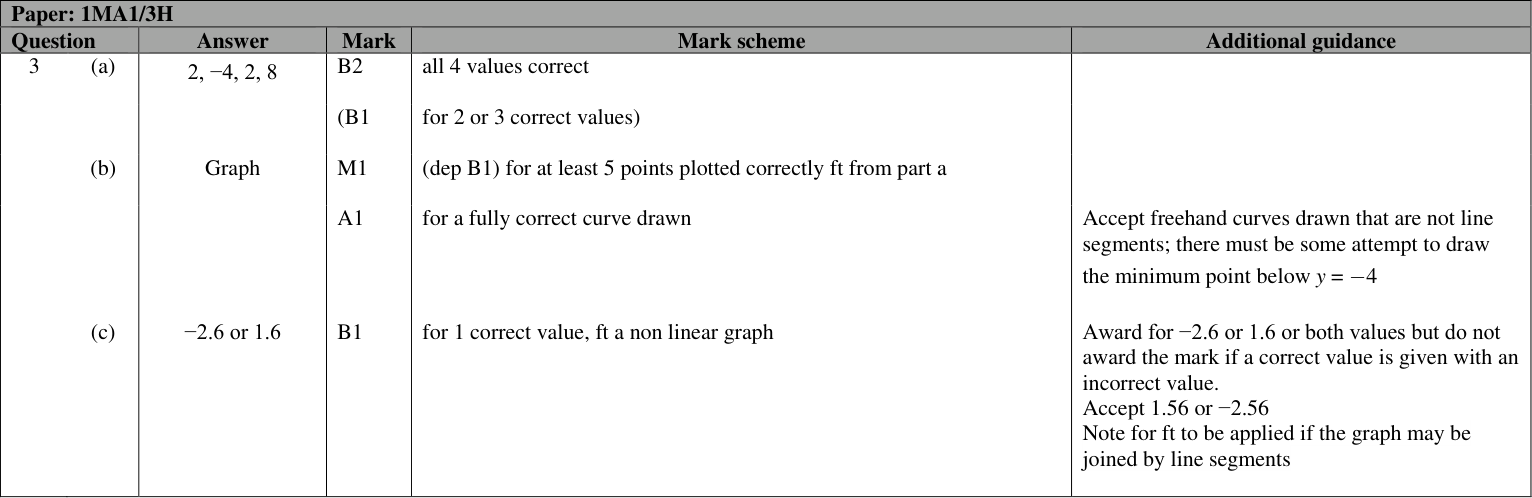 Paper: 1MA1/3H
Question Answer Mark Mark scheme Additional guidance
3 (a) 2, −4, 2, 8 B2 all 4 values correct
(B1 for 2 or 3 correct values)
(b) Graph M1 (dep B1) for at least 5 points plotted correctly ft from part a
A1 for a fully correct curve drawn Accept freehand curves drawn that are not line
segments; there must be some attempt to draw
the minimum point below y = −4
(c) −2.6 or 1.6 B1 for 1 correct value, ft a non linear graph Award for −2.6 or 1.6 or both values but do not
award the mark if a correct value is given with an
incorrect value.
Accept 1.56 or −2.56
Note for ft to be applied if the graph may be
joined by line segments